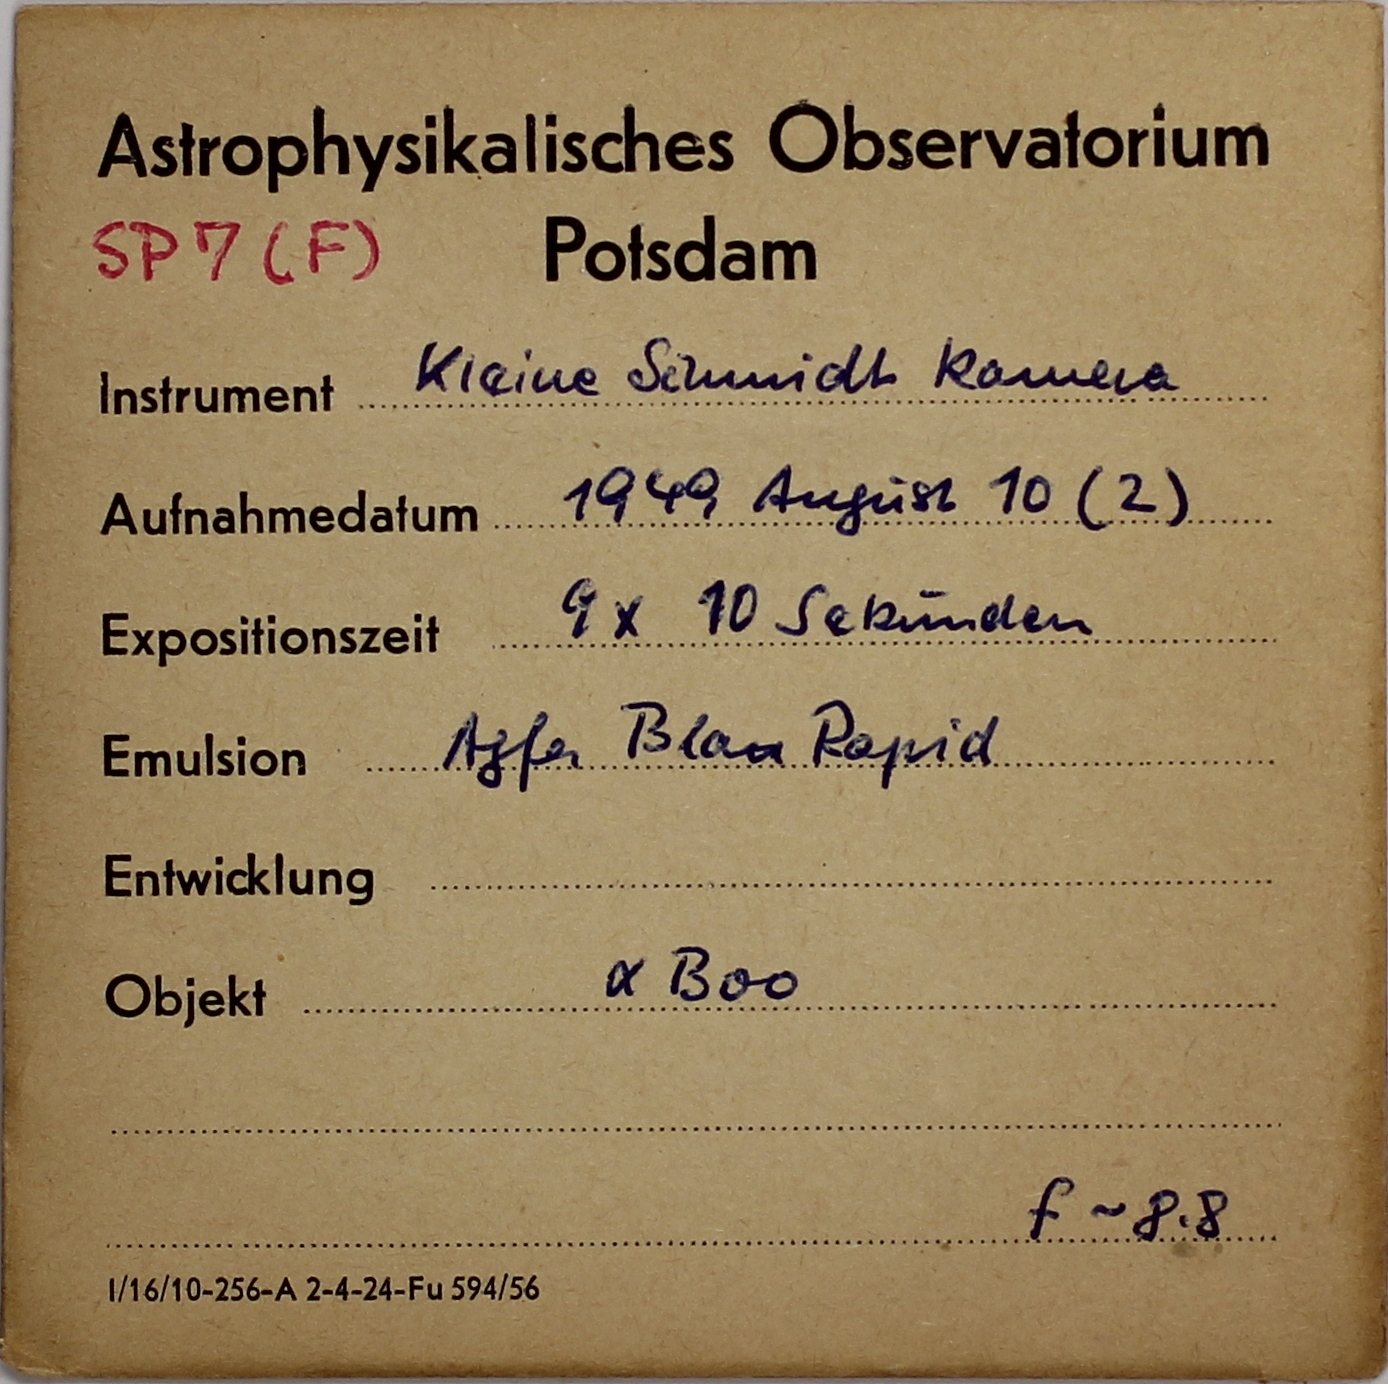 Astrophysikalisches Observatorium
SP 7 (F) Potsdam
Instrument Kleine Schmidt Kamera
Aufnahmedatum 1949 August 10 (2)
Expositionszeit 9 x 10 Sekunden
Emulsion Agfa Blau Rapid
Entwicklung
Objekt α Boo
f ~ 8.8
I/16/10-256-A 2-4-24-Fu 594/56